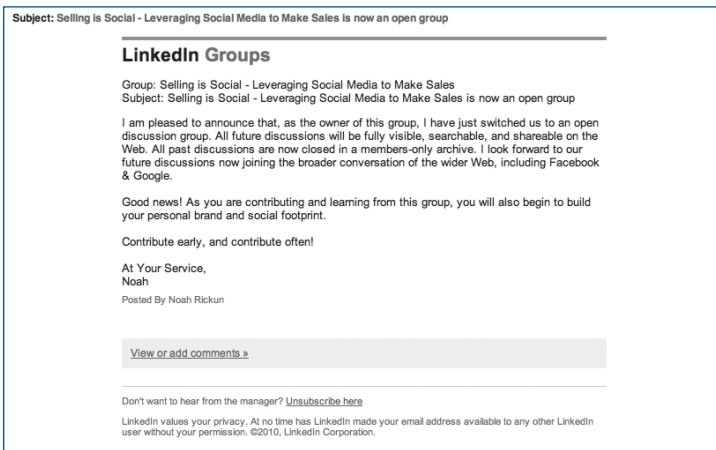 Subject: Selling is Social - Leveraging Social Media to Make Sales is now an open group
LinkedIn Groups
Group: Selling is Social - Leveraging Social Media to Make Sales
Subject: Selling is Social - Leveraging Social Media to Make Sales is now an open group
I am pleased to announce that, as the owner of this group, I have just switched us to an open
discussion group. All future discussions will be fully visible, searchable, and shareable on the
Web. All past discussions are now closed in a members-only archive. I look forward to our
future discussions now joining the broader conversation of the wider Web, including Facebook
& Google.
Good news! As you are contributing and learning from this group, you will also begin to build
your personal brand and social footprint.
Contribute early, and contribute often!
At Your Service,
Noah
Posted By Noah Rickun
View or add comments »
Don't want to hear from the manager? Unsubscribe here
LinkedIn values your privacy. At no time has LinkedIn made your email address available to any other LinkedIn
user without your permission. ©2010, LinkedIn Corporation.